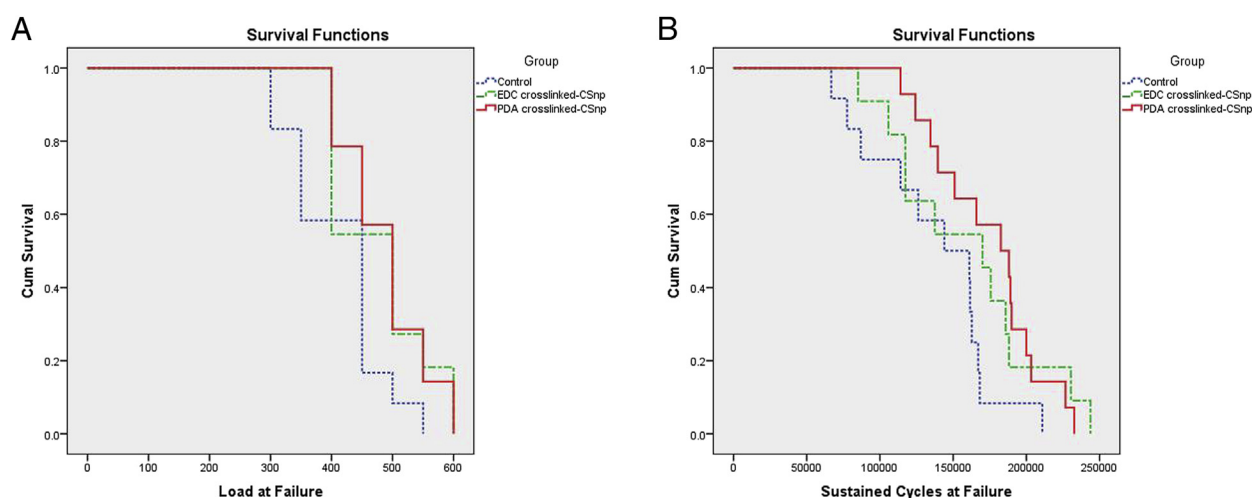 A
Survival Functions
Group
Control
EDC crosslinked-CSnp
PDA crosslinked-CSnp
Cum Survival
1.0
0.8
0.6
0.4
0.2
0.0
0 100 200 300 400 500 600
Load at Failure
B
Survival Functions
Group
Control
EDC crosslinked-CSnp
PDA crosslinked-CSnp
Cum Survival
1.0
0.8
0.6
0.4
0.2
0.0
0 50000 100000 150000 200000 250000
Sustained Cycles at Failure